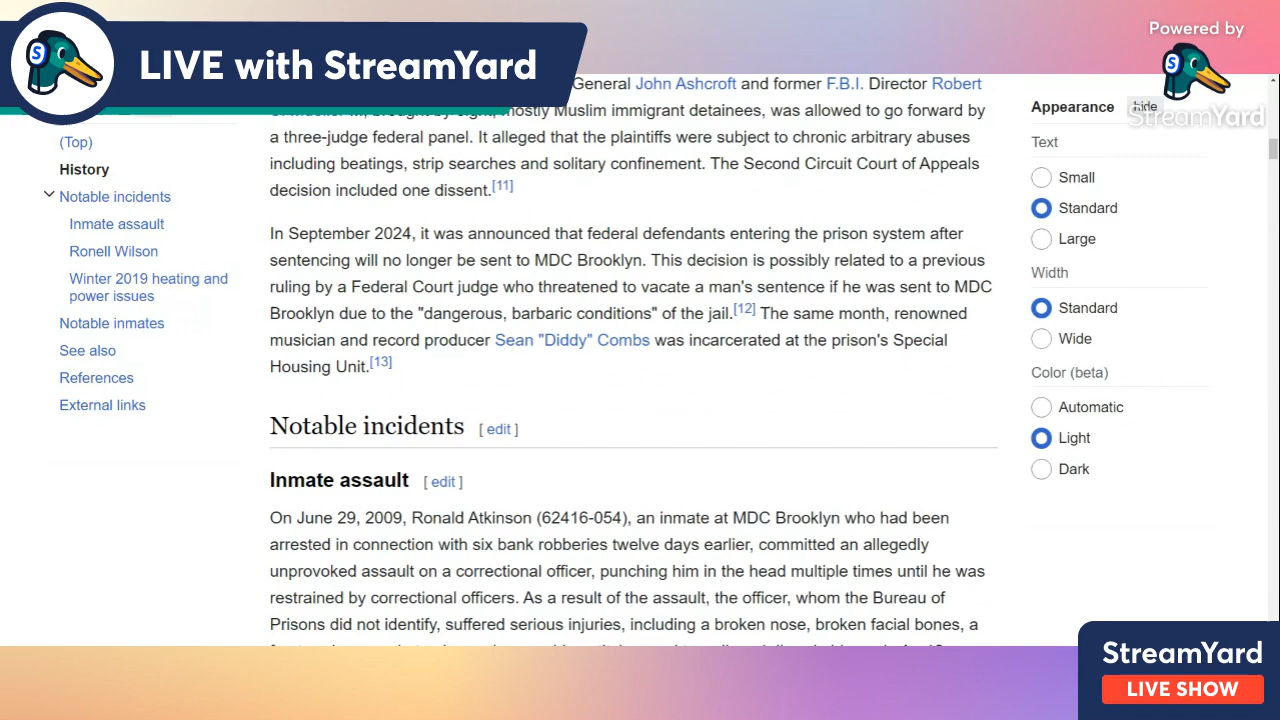 LIVE with StreamYard
Powered by
StreamYard
General John Ashcroft and former F.B.I. Director Robert
mostly Muslim immigrant detainees, was allowed to go forward by
a three-judge federal panel. It alleged that the plaintiffs were subject to chronic arbitrary abuses
including beatings, strip searches and solitary confinement. The Second Circuit Court of Appeals
decision included one dissent.[11]
In September 2024, it was announced that federal defendants entering the prison system after
sentencing will no longer be sent to MDC Brooklyn. This decision is possibly related to a previous
ruling by a Federal Court judge who threatened to vacate a man's sentence if he was sent to MDC
Brooklyn due to the "dangerous, barbaric conditions" of the jail.[12] The same month, renowned
musician and record producer Sean "Diddy" Combs was incarcerated at the prison's Special
Housing Unit.[13]
Notable incidents [ edit ]
Inmate assault [ edit ]
On June 29, 2009, Ronald Atkinson (62416-054), an inmate at MDC Brooklyn who had been
arrested in connection with six bank robberies twelve days earlier, committed an allegedly
unprovoked assault on a correctional officer, punching him in the head multiple times until he was
restrained by correctional officers. As a result of the assault, the officer, whom the Bureau of
Prisons did not identify, suffered serious injuries, including a broken nose, broken facial bones, a
(Top)
History
Notable incidents
Inmate assault
Ronell Wilson
Winter 2019 heating and
power issues
Notable inmates
See also
References
External links
Appearance hide
Text
Small
Standard
Large
Width
Standard
Wide
Color (beta)
Automatic
Light
Dark
StreamYard
LIVE SHOW